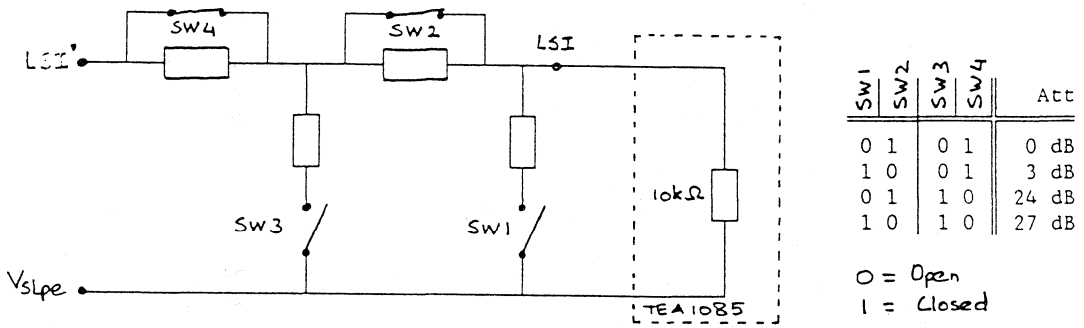 SW4
SW2
LSI'
LSI
SW3
SW1
10kΩ
VSLpe
TEA1085
SW1 SW2 SW3 SW4 Att
0 1 0 1 0 dB
1 0 0 1 3 dB
0 1 1 0 24 dB
1 0 1 0 27 dB
0 = Open
1 = Closed